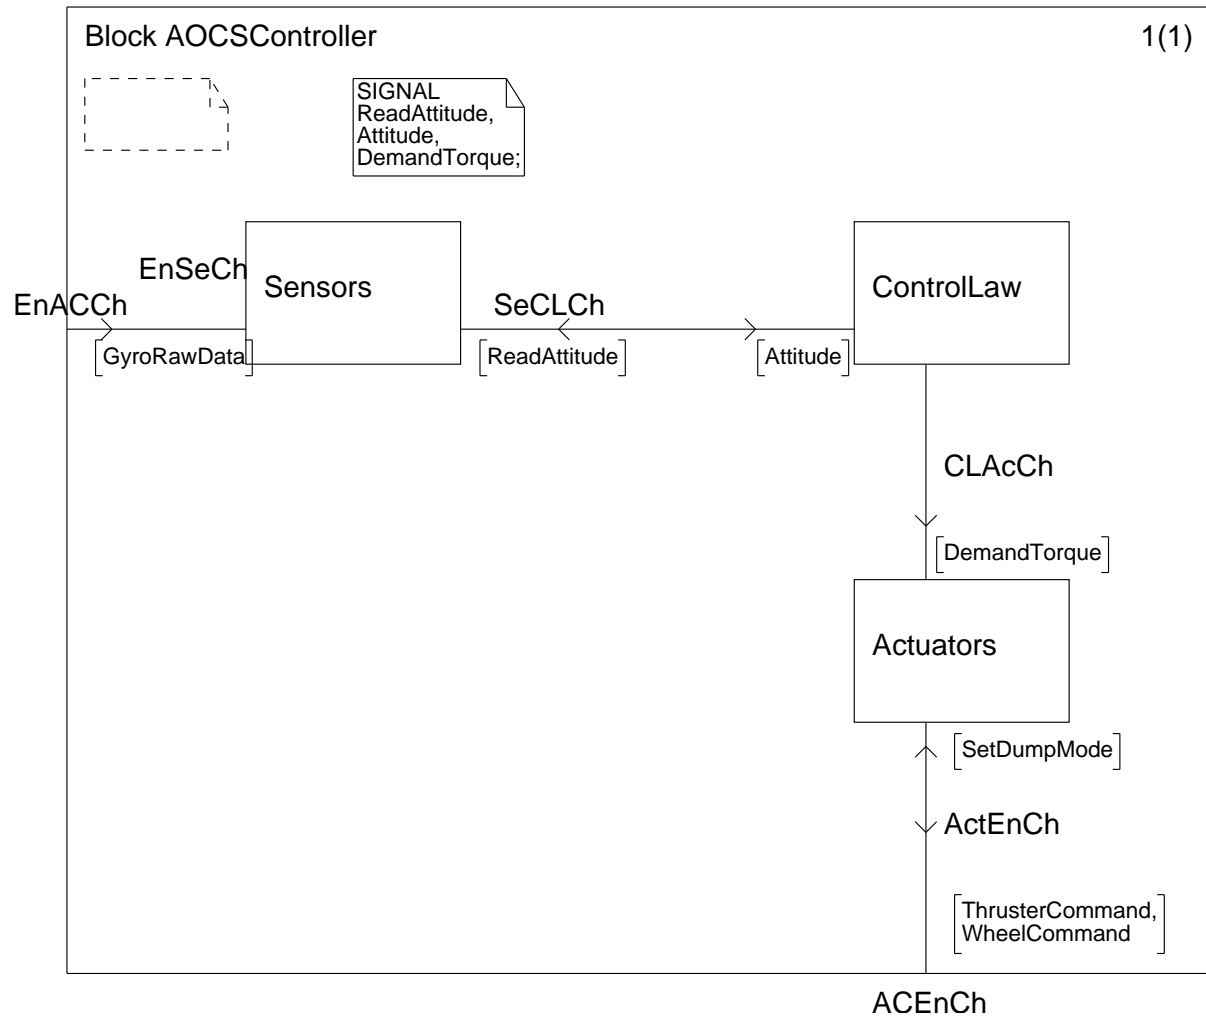 Block AOCSController
1(1)
SIGNAL
ReadAttitude,
Attitude,
DemandTorque;
EnSeCh
EnACCh
Sensors
SeCLCh
ControlLaw
[GyroRawData]
[ReadAttitude]
[Attitude]
CLAcCh
[DemandTorque]
Actuators
[SetDumpMode]
ActEnCh
[ThrusterCommand,
WheelCommand]
ACEnCh